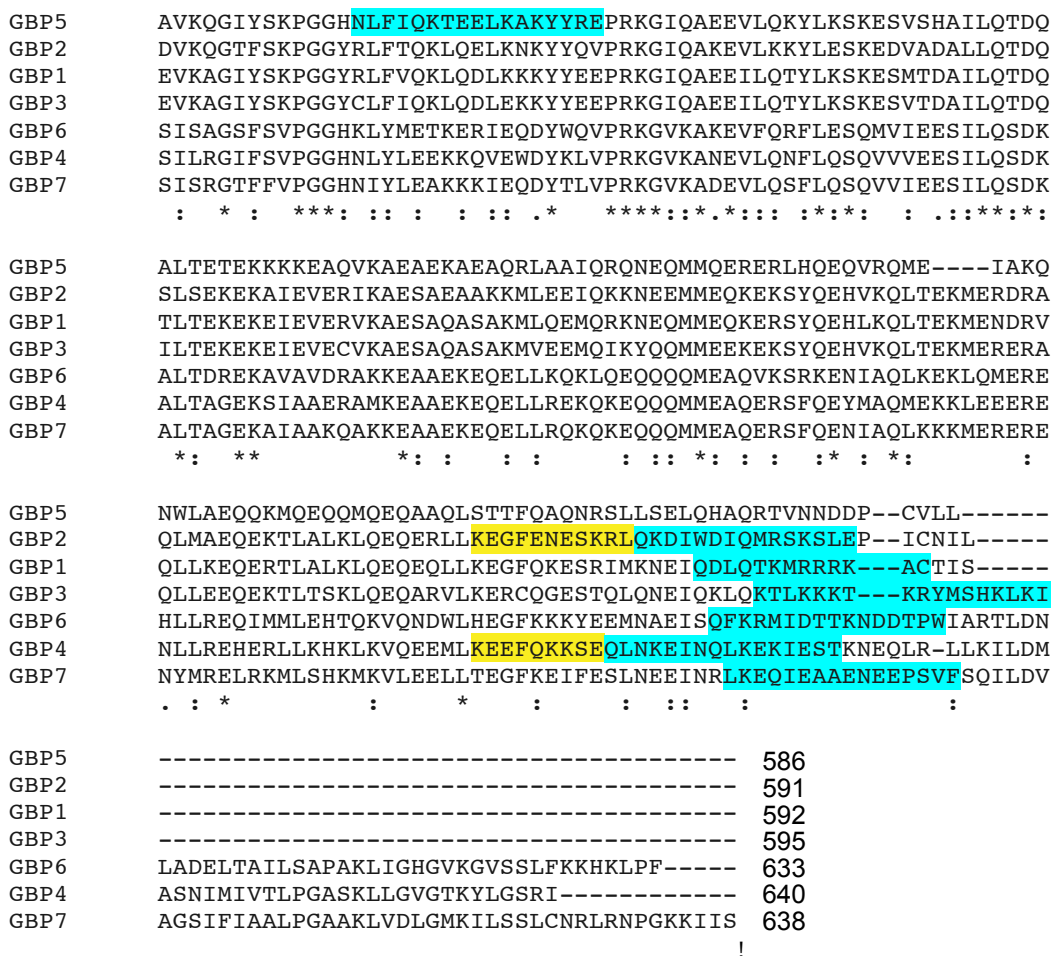 GBP5 AVKQGIYSKPGGHNLFIQKTEELKAKYYREPRKGIQAEEVLQKYLKSKESVSHAILQTDQ
GBP2 DVKQGTFSKPGGYRLFTQKLQELKNKYYQVPRKGIQAKEVLKKYLESKEDVADALLQTDQ
GBP1 EVKAGIYSKPGGYRLFVQKLQDLKKKYYEEPRKGIQAEEILQTYLKSKESMTDAILQTDQ
GBP3 EVKAGIYSKPGGYCLFIQKLQDLEKKYYEEPRKGIQAEEILQTYLKSKESVTDAILQTDQ
GBP6 SISAGSFSVPGGHKLYMETKERIEQDYWQVPRKGVKAKEVFQRFLESQMVIEESILQSDK
GBP4 SILRGIFSVPGGHNLYLEEKKQVEWDYKLVPRKGVKANEVLQNFLQSQVVVEESILQSDK
GBP7 SISRGTFFVPGGHNIYLEAKKKIEQDYTLVPRKGVKADEVLQSFLQSQVVIEESILQSDK
: * : ***: :: : : :: .* ****::*.*::: :*:*: : .::**:*:
GBP5 ALTETEKKKKEAQVKAEAEKAEAQRLAAIQRQNEQMMQERERLHQEQVRQME----IAKQ
GBP2 SLSEKEKAIEVERIKAESAEAAKKMLEEIQKKNEEMMEQKEKSYQEHVKQLTEKMERDRA
GBP1 TLTEKEKEIEVERVKAESAQASAKMLQEMQRKNEQMMEQKERSYQEHLKQLTEKMENDRV
GBP3 ILTEKEKEIEVECVKAESAQASAKMVEEMQIKYQQMMEEKEKSYQEHVKQLTEKMERERA
GBP6 ALTDREKAVAVDRAKKEAAEKEQELLKQKLQEQQQQMEAQVKSRKENIAQLKEKLQMERE
GBP4 ALTAGEKSIAAERAMKEAAEKEQELLREKQKEQQQMMEAQERSFQEYMAQMEKKLEEERE
GBP7 ALTAGEKAIAAKQAKKEAAEKEQELLRQKQKEQQQMMEAQERSFQENIAQLKKKMERERE
*: ** *: : : : : :: *: : : :* : *: :
GBP5 NWLAEQQKMQEQQMQEQAAQLSTTFQAQNRSLLSELQHAQRTVNNDDP--CVLL------
GBP2 QLMAEQEKTLALKLQEQERLLKEGFENESKRLQKDIWDIQMRSKSLEP--ICNIL-----
GBP1 QLLKEQERTLALKLQEQEQLLKEGFQKESRIMKNEIQDLQTKMRRRK---ACTIS-----
GBP3 QLLEEQEKTLTSKLQEQARVLKERCQGESTQLQNEIQKLQKTLKKKT---KRYMSHKLKI
GBP6 HLLREQIMMLEHTQKVQNDWLHEGFKKKYEEMNAEISQFKRMIDTTKNDDTPWIARTLDN
GBP4 NLLREHERLLKHKLKVQEEMLKEEFQKKSEQLNKEINQLKEKIESTKNEQLR-LLKILDM
GBP7 NYMRELRKMLSHKMKVLEELLTEGFKEIFESLNEEINRLKEQIEAAENEEPSVFSQILDV
. : * : * : : :: : :
GBP5 --------------------------------------- 586
GBP2 --------------------------------------- 591
GBP1 --------------------------------------- 592
GBP3 --------------------------------------- 595
GBP6 LADELTAILSAPAKLIGHGVKGVSSLFKKHKLPF----- 633
GBP4 ASNIMIVTLPGASKLLGVGTKYLGSRI------------ 640
GBP7 AGSIFIAALPGAAKLVDLGMKILSSLCNRLRNPGKKIIS 638
!